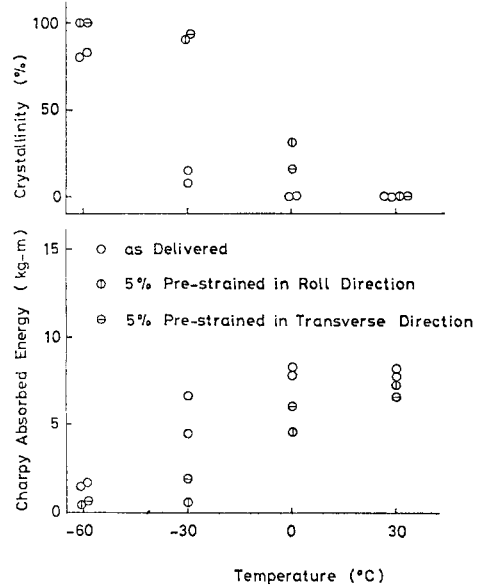 100
50
0
Crystallinity (%)
15
10
5
0
Charpy Absorbed Energy (kg-m)
as Delivered
5% Pre-strained in Roll Direction
5% Pre-strained in Transverse Direction
-60 -30 0 30
Temperature (°C)